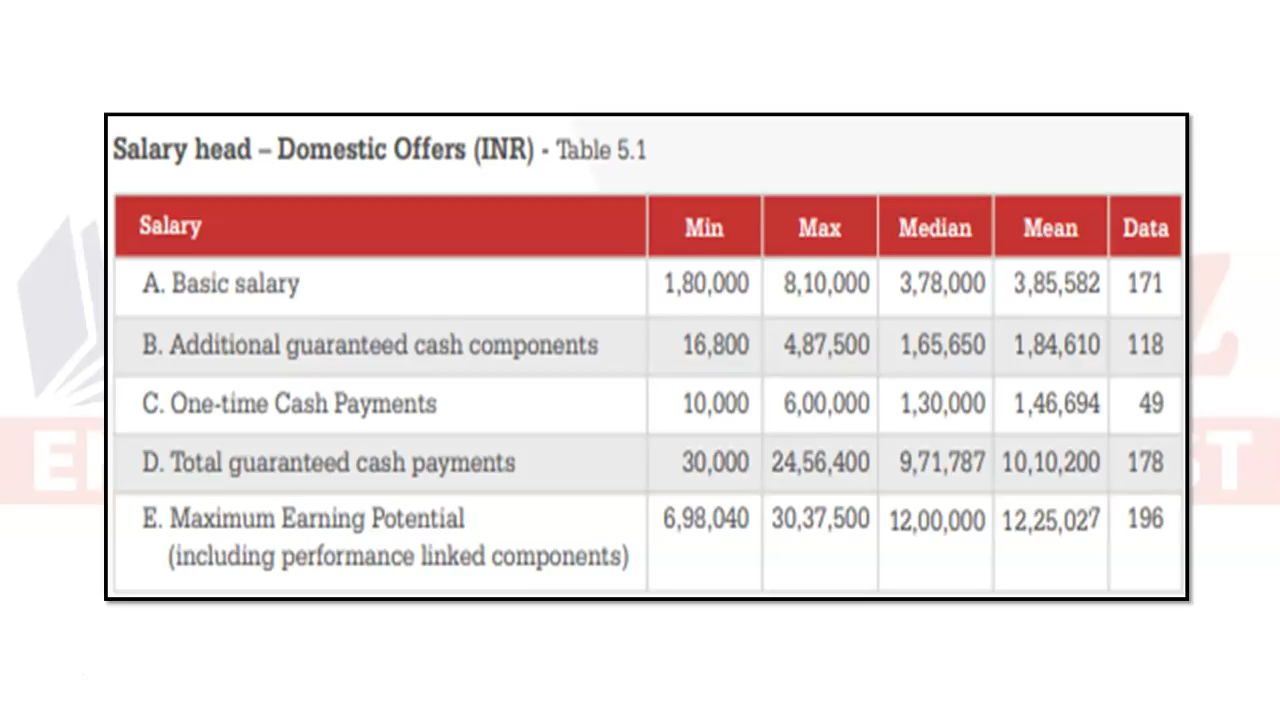 Salary head – Domestic Offers (INR) - Table 5.1
Salary Min Max Median Mean Data
A. Basic salary 1,80,000 8,10,000 3,78,000 3,85,582 171
B. Additional guaranteed cash components 16,800 4,87,500 1,65,650 1,84,610 118
C. One-time Cash Payments 10,000 6,00,000 1,30,000 1,46,694 49
D. Total guaranteed cash payments 30,000 24,56,400 9,71,787 10,10,200 178
E. Maximum Earning Potential 6,98,040 30,37,500 12,00,000 12,25,027 196
(including performance linked components)